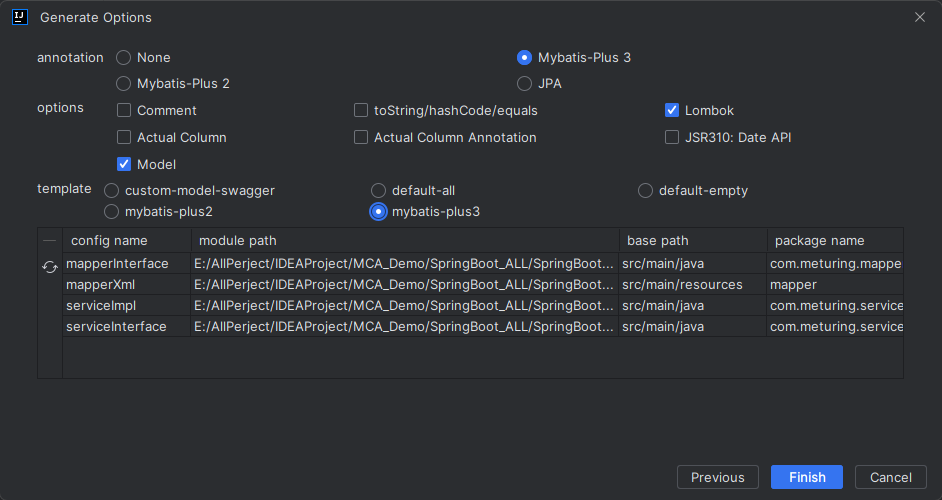 IJ Generate Options
annotation None Mybatis-Plus 3
Mybatis-Plus 2 JPA
options Comment toString/hashCode/equals Lombok
Actual Column Actual Column Annotation JSR310: Date API
Model
template custom-model-swagger default-all default-empty
mybatis-plus2 mybatis-plus3
config name module path base path package name
mapperInterface E:/AllPerject/IDEAProject/MCA_Demo/SpringBoot_ALL/SpringBoot... src/main/java com.meturing.mappe
mapperXml E:/AllPerject/IDEAProject/MCA_Demo/SpringBoot_ALL/SpringBoot... src/main/resources mapper
serviceImpl E:/AllPerject/IDEAProject/MCA_Demo/SpringBoot_ALL/SpringBoot... src/main/java com.meturing.service
serviceInterface E:/AllPerject/IDEAProject/MCA_Demo/SpringBoot_ALL/SpringBoot... src/main/java com.meturing.service
Previous Finish Cancel